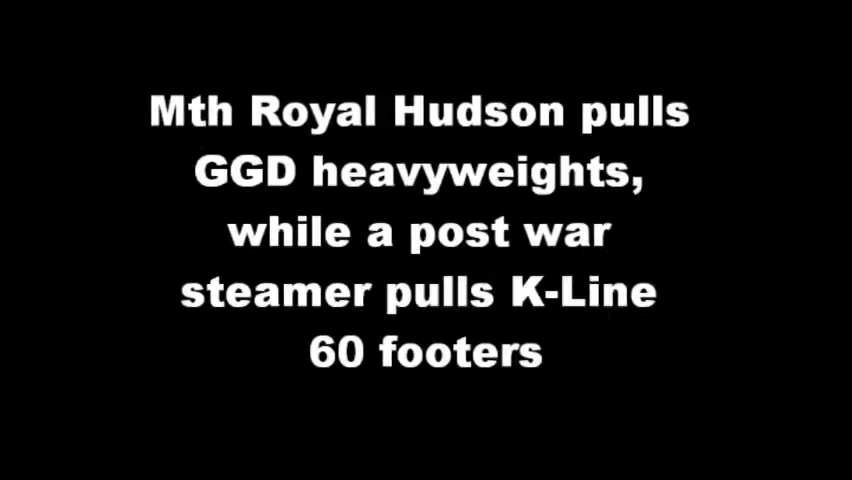 Mth Royal Hudson pulls
GGD heavyweights,
while a post war
steamer pulls K-Line
60 footers